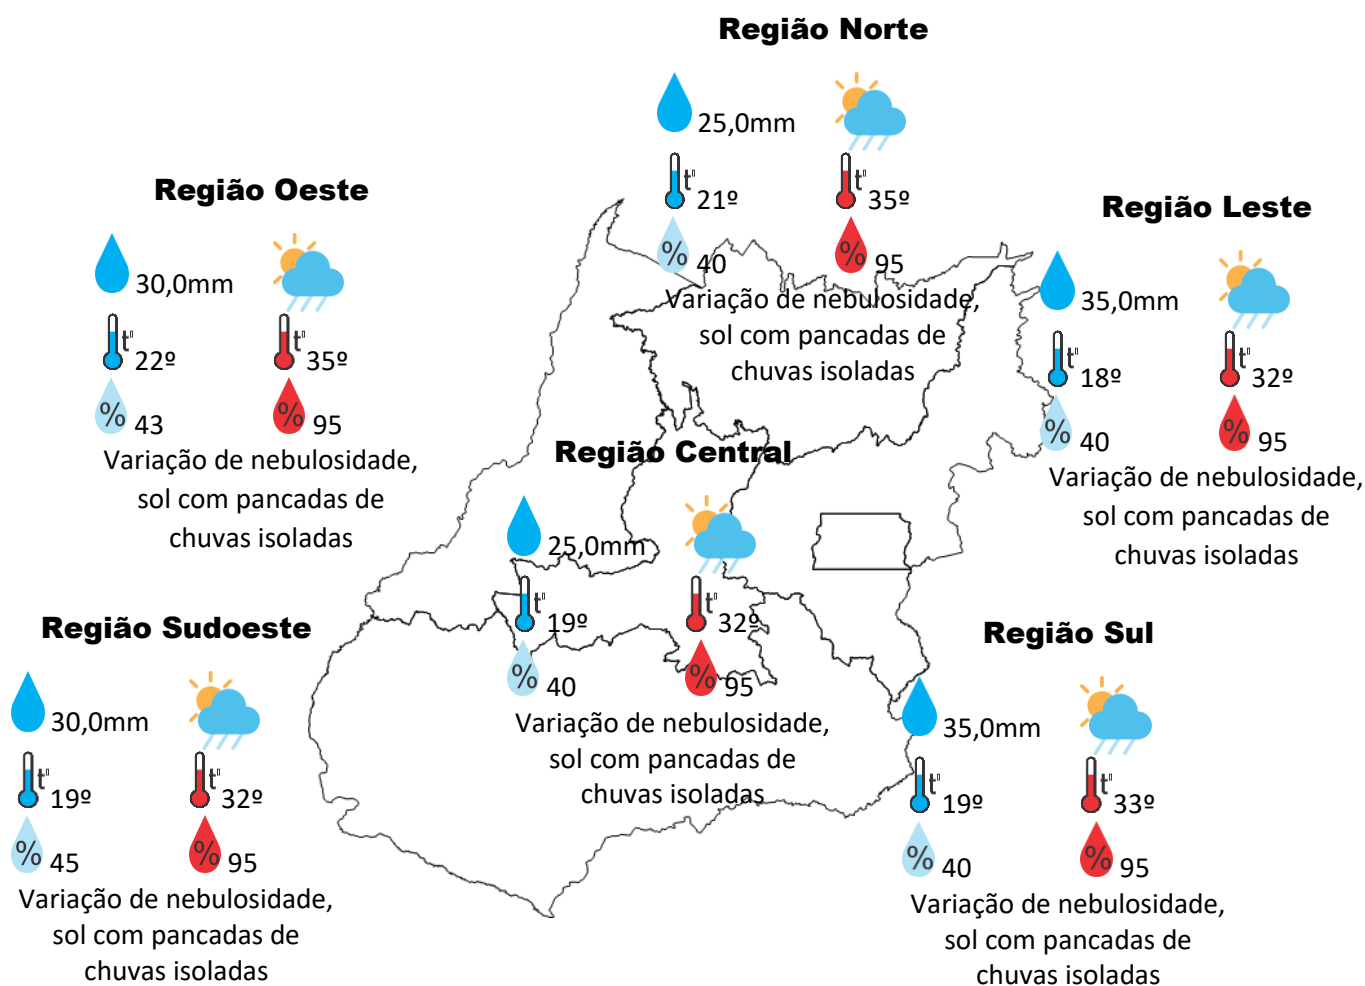 Região Norte
25,0mm
t°
21º
t°
35º
% 40
% 95
Variação de nebulosidade,
sol com pancadas de
chuvas isoladas
Região Oeste
30,0mm
t°
22º
t°
35º
% 43
% 95
Variação de nebulosidade,
sol com pancadas de
chuvas isoladas
Região Leste
35,0mm
t°
18º
t°
32º
% 40
% 95
Variação de nebulosidade,
sol com pancadas de
chuvas isoladas
Região Central
25,0mm
t°
19º
t°
32º
% 40
% 95
Variação de nebulosidade,
sol com pancadas de
chuvas isoladas
Região Sudoeste
30,0mm
t°
19º
t°
32º
% 45
% 95
Variação de nebulosidade,
sol com pancadas de
chuvas isoladas
Região Sul
35,0mm
t°
19º
t°
33º
% 40
% 95
Variação de nebulosidade,
sol com pancadas de
chuvas isoladas